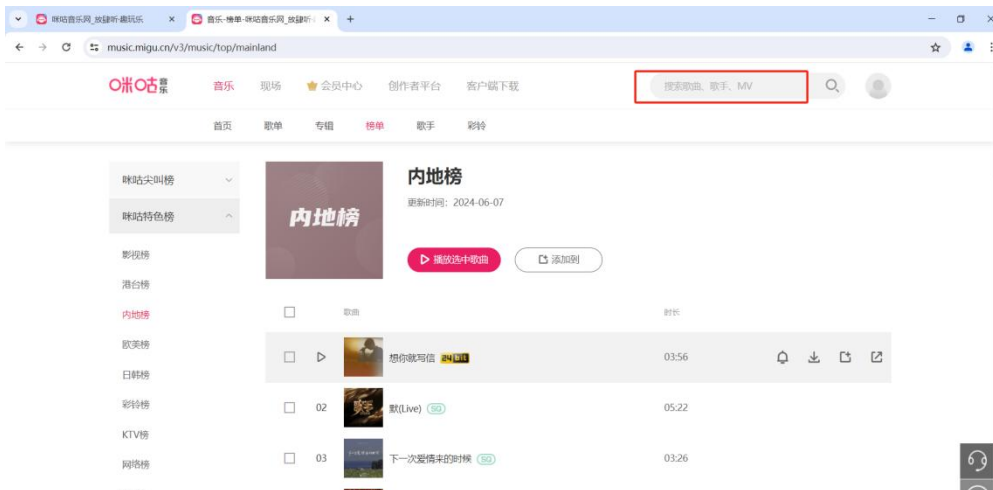 咪咕音乐网_放肆听·趣玩乐
音乐-榜单-咪咕音乐网_放肆听·
music.migu.cn/v3/music/top/mainland
咪咕音乐 音乐 现场 会员中心 创作者平台 客户端下载 搜索歌曲、歌手、MV
首页 歌单 专辑 榜单 歌手 彩铃
咪咕尖叫榜
咪咕特色榜
影视榜
港台榜
内地榜
欧美榜
日韩榜
彩铃榜
KTV榜
网络榜
内地榜
内地榜
更新时间：2024-06-07
播放选中歌曲 添加到
歌曲 时长
想你就写信 24bit 03:56
02 歌手 默(Live) SQ 05:22
03 下一次爱情来的时候 SQ 03:26